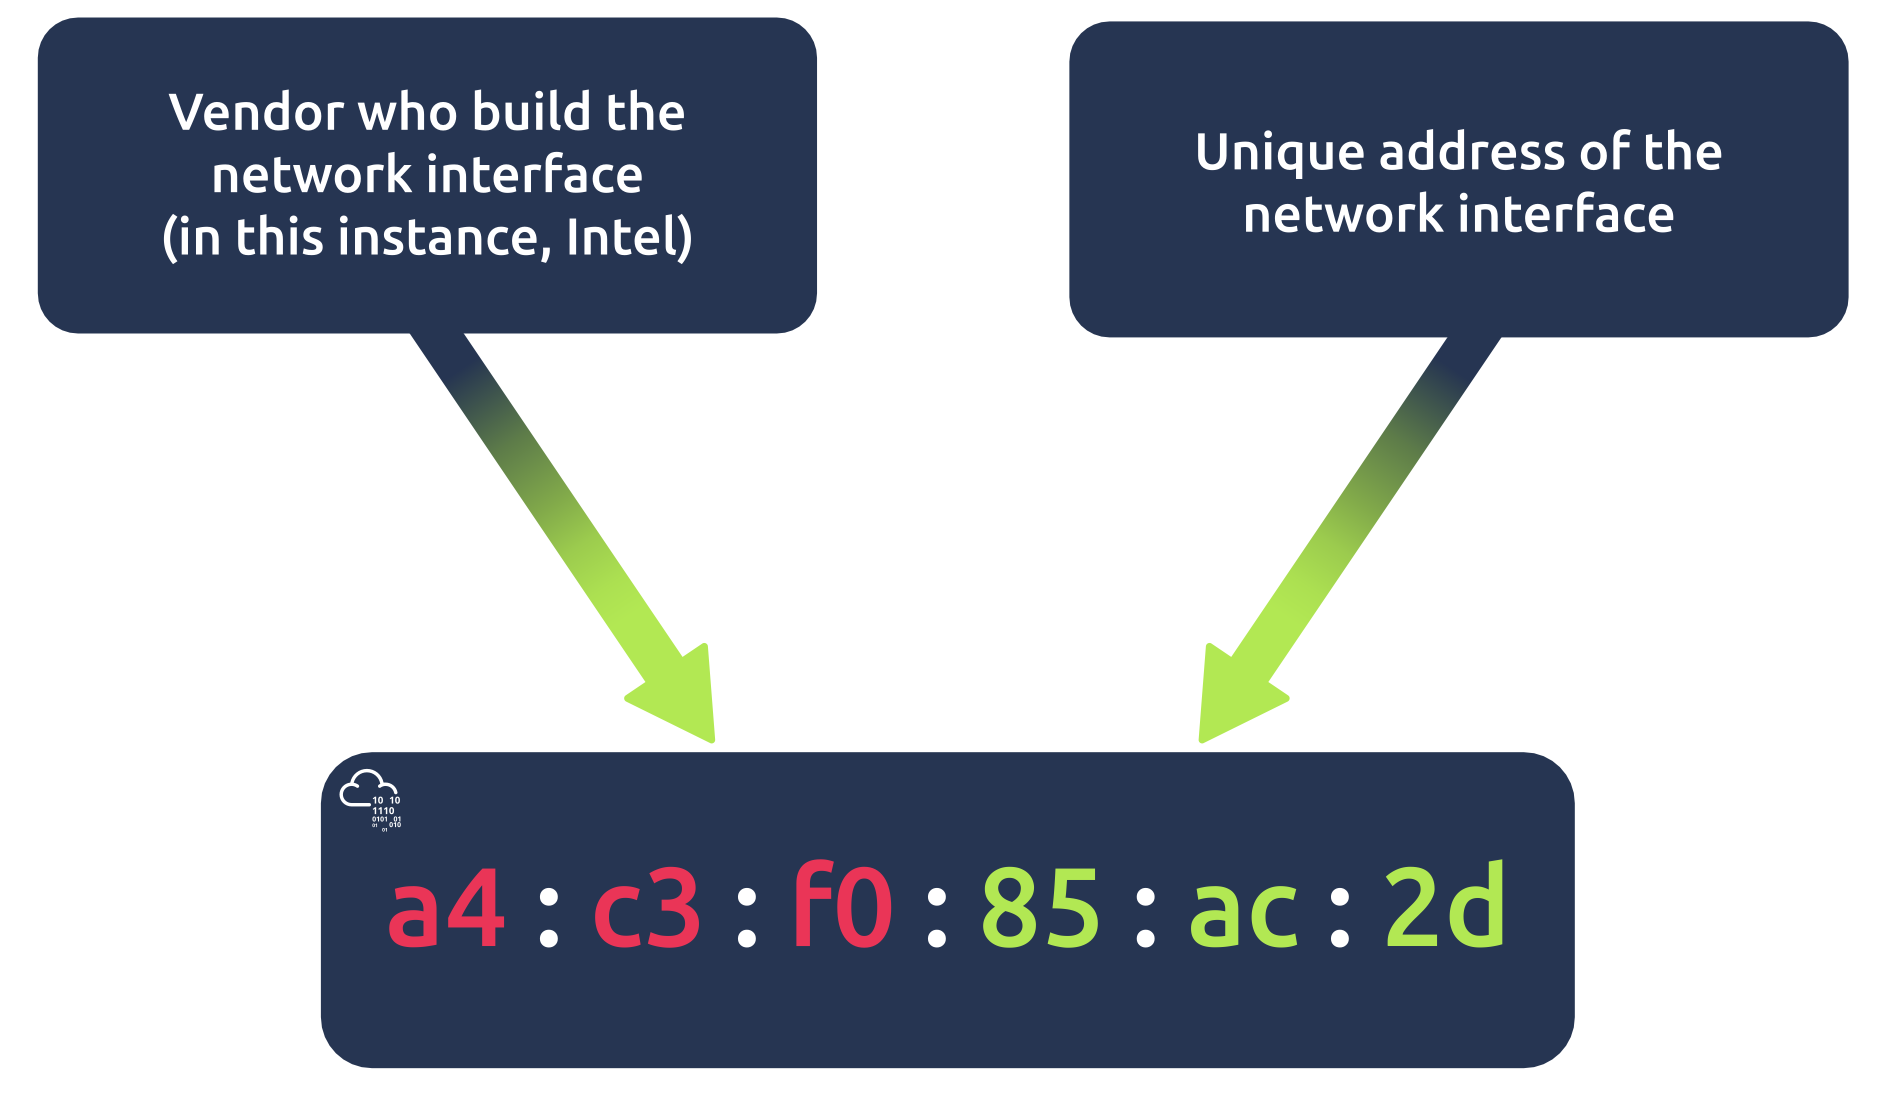 Vendor who build the
network interface
(in this instance, Intel)
Unique address of the
network interface
10 10
1110
0101 01
01 010
01
a4 : c3 : f0 : 85 : ac : 2d